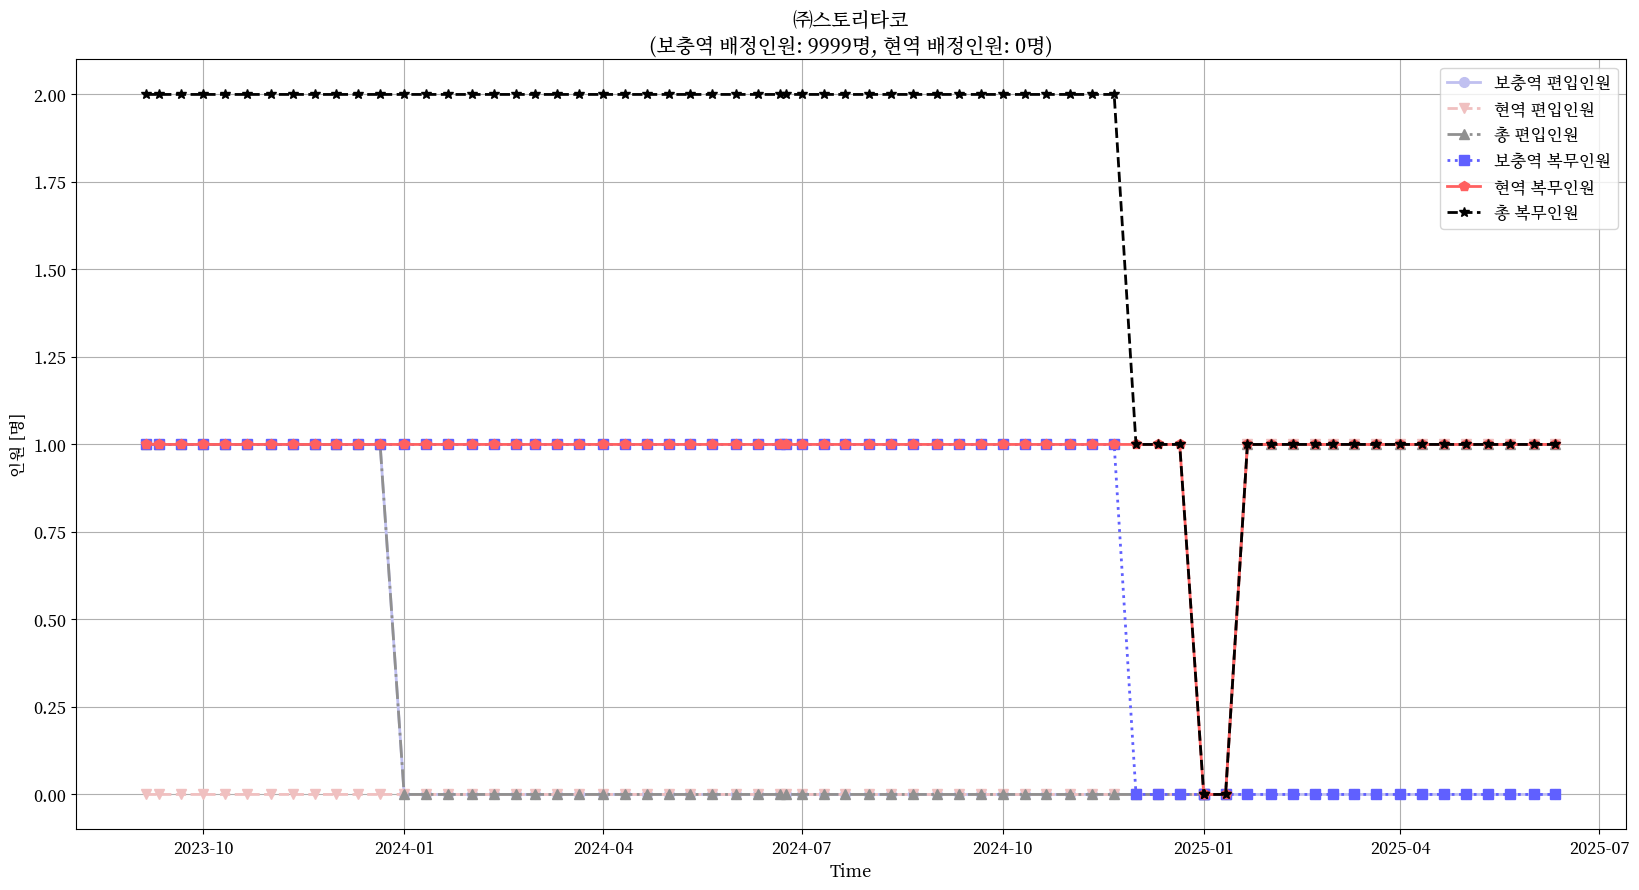 ㈜스토리타코
(보충역 배정인원: 9999명, 현역 배정인원: 0명)
2.00
1.75
1.50
1.25
1.00
0.75
0.50
0.25
0.00
인원 [명]
보충역 편입인원
현역 편입인원
총 편입인원
보충역 복무인원
현역 복무인원
총 복무인원
2023-10
2024-01
2024-04
2024-07
2024-10
2025-01
2025-04
2025-07
Time